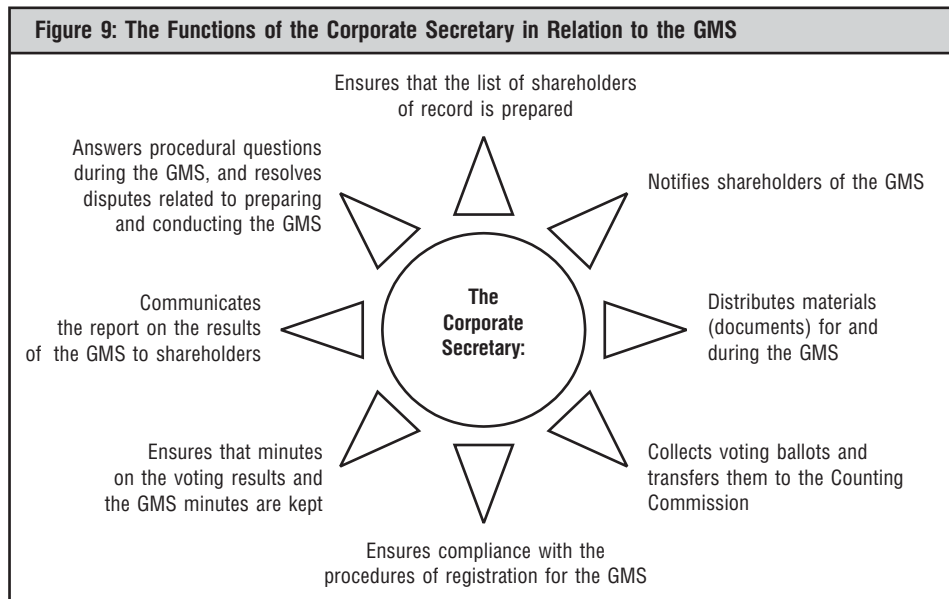 Figure 9: The Functions of the Corporate Secretary in Relation to the GMS
Ensures that the list of shareholders
of record is prepared
Notifies shareholders of the GMS
Distributes materials
(documents) for and
during the GMS
Collects voting ballots and
transfers them to the Counting
Commission
Ensures compliance with the
procedures of registration for the GMS
Ensures that minutes
on the voting results and
the GMS minutes are kept
Communicates
the report on the results
of the GMS to shareholders
Answers procedural questions
during the GMS, and resolves
disputes related to preparing
and conducting the GMS
The
Corporate
Secretary: